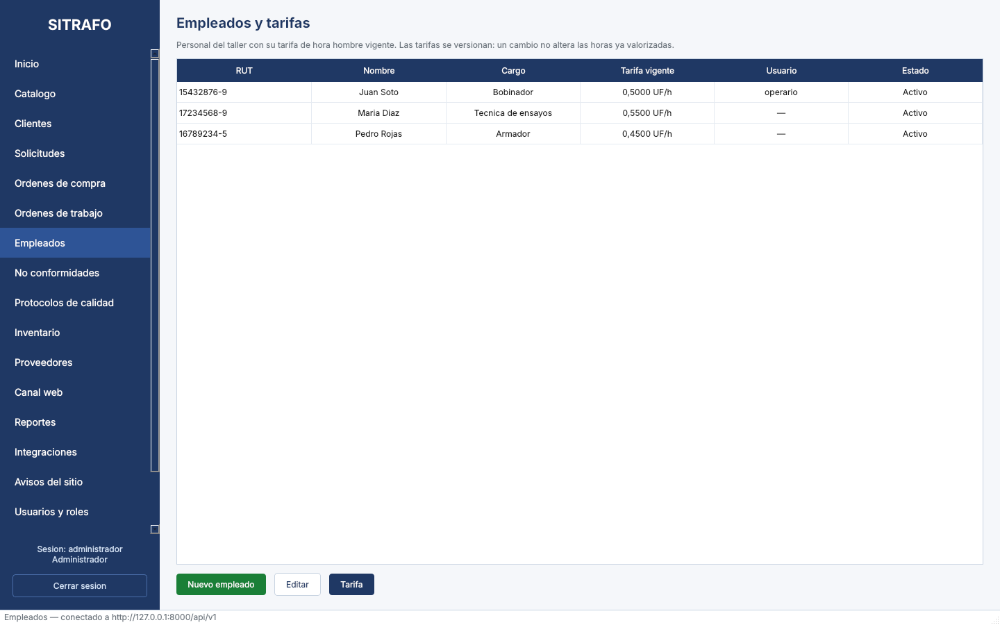 SITRAFO
Inicio
Catalogo
Clientes
Solicitudes
Ordenes de compra
Ordenes de trabajo
Empleados
No conformidades
Protocolos de calidad
Inventario
Proveedores
Canal web
Reportes
Integraciones
Avisos del sitio
Usuarios y roles
Sesion: administrador
Administrador
Cerrar sesion
Empleados y tarifas
Personal del taller con su tarifa de hora hombre vigente. Las tarifas se versionan: un cambio no altera las horas ya valorizadas.
RUT Nombre Cargo Tarifa vigente Usuario Estado
15432876-9 Juan Soto Bobinador 0,5000 UF/h operario Activo
17234568-9 Maria Diaz Tecnica de ensayos 0,5500 UF/h — Activo
16789234-5 Pedro Rojas Armador 0,4500 UF/h — Activo
Nuevo empleado Editar Tarifa
Empleados — conectado a http://127.0.0.1:8000/api/v1